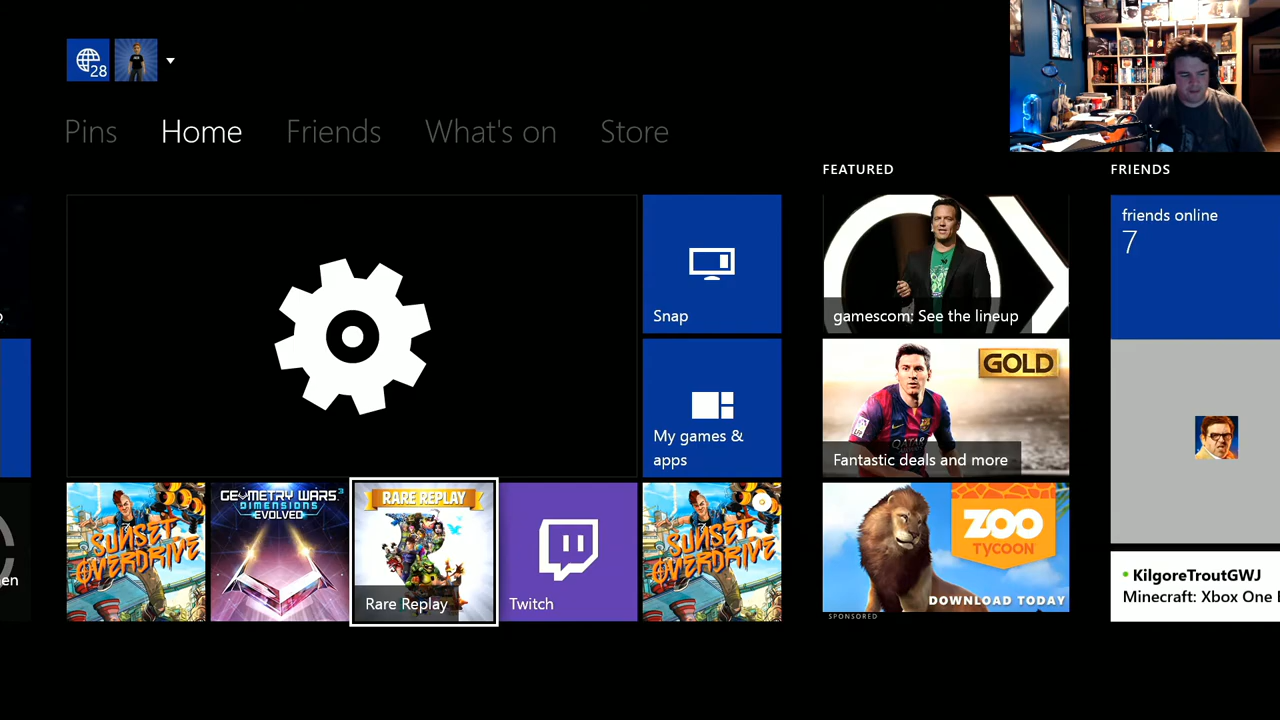 28
Pins
Home
Friends
What's on
Store
FEATURED
FRIENDS
Snap
My games &
apps
gamescom: See the lineup
GOLD
Fantastic deals and more
friends online
7
SUNSET
OVERDRIVE
GEOMETRY WARS 3
DIMENSIONS
EVOLVED
RARE REPLAY
Rare Replay
Twitch
SUNSET
OVERDRIVE
ZOO
TYCOON
DOWNLOAD TODAY
SPONSORED
KilgoreTroutGWJ
Minecraft: Xbox One